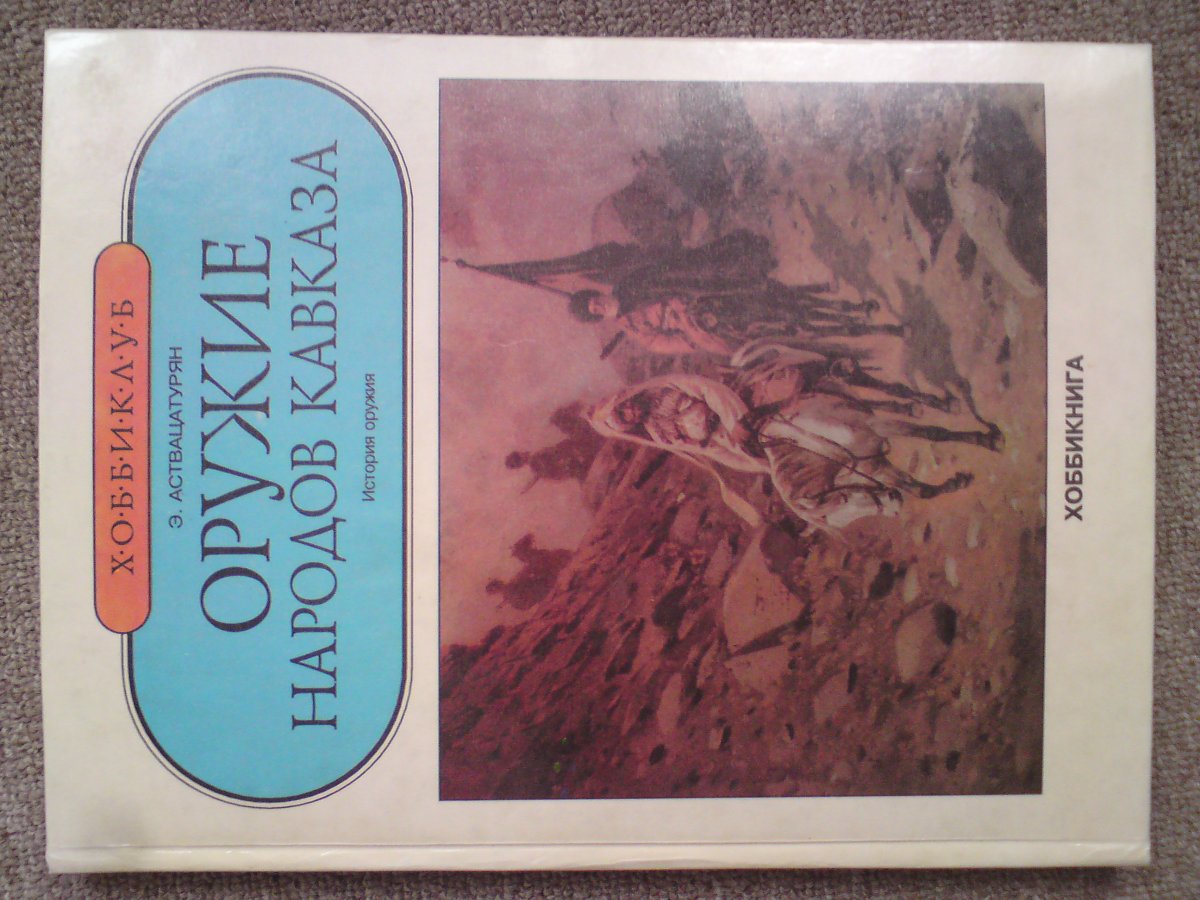 Х·О·Б·Б·И·К·Л·У·Б
Э. АСТВАЦАТУРЯН
ОРУЖИЕ
НАРОДОВ КАВКАЗА
История оружия
ХОББИКНИГА